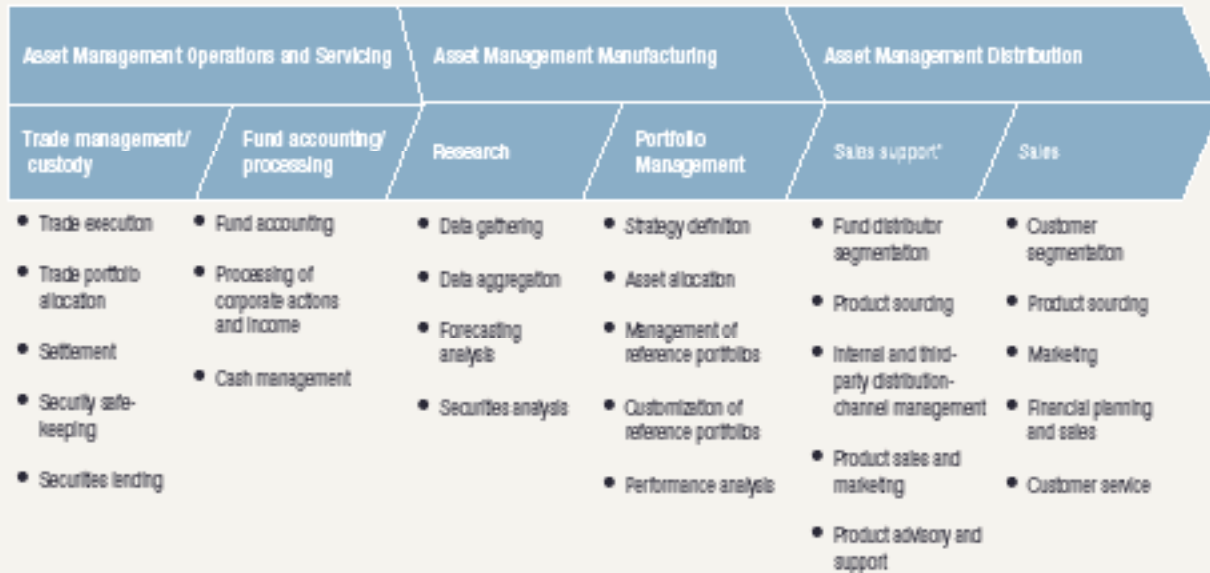 Asset Management Operations and Servicing
Asset Management Manufacturing
Asset Management Distribution
Trade management/
custody
Fund accounting/
processing
Research
Portfolio
Management
Sales support*
Sales
• Trade execution
• Trade portfolio
allocation
• Settlement
• Security safe-
keeping
• Securities lending
• Fund accounting
• Processing of
corporate actions
and income
• Cash management
• Data gathering
• Data aggregation
• Forecasting
analysis
• Securities analysis
• Strategy definition
• Asset allocation
• Management of
reference portfolios
• Customization of
reference portfolios
• Performance analysis
• Fund distributor
segmentation
• Product sourcing
• Internal and third-
party distribution-
channel management
• Product sales and
marketing
• Product advisory and
support
• Customer
segmentation
• Product sourcing
• Marketing
• Financial planning
and sales
• Customer service